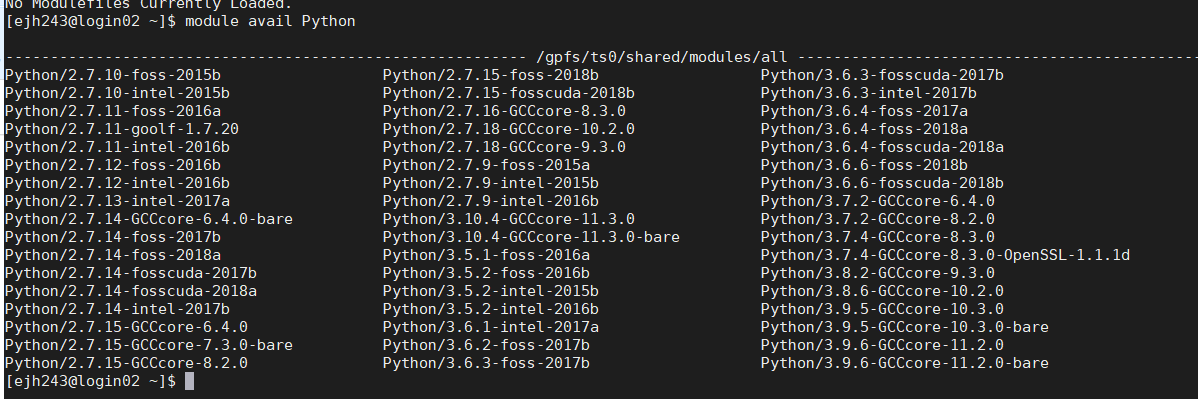 No Modulefiles Currently Loaded.
[ejh243@login02 ~]$ module avail Python
---------------------------------------------------------- /gpfs/ts0/shared/modules/all ---------------------------------------------
Python/2.7.10-foss-2015b Python/2.7.15-foss-2018b Python/3.6.3-fosscuda-2017b
Python/2.7.10-intel-2015b Python/2.7.15-fosscuda-2018b Python/3.6.3-intel-2017b
Python/2.7.11-foss-2016a Python/2.7.16-GCCcore-8.3.0 Python/3.6.4-foss-2017a
Python/2.7.11-goolf-1.7.20 Python/2.7.18-GCCcore-10.2.0 Python/3.6.4-foss-2018a
Python/2.7.11-intel-2016b Python/2.7.18-GCCcore-9.3.0 Python/3.6.4-fosscuda-2018a
Python/2.7.12-foss-2016b Python/2.7.9-foss-2015a Python/3.6.6-foss-2018b
Python/2.7.12-intel-2016b Python/2.7.9-intel-2015b Python/3.6.6-fosscuda-2018b
Python/2.7.13-intel-2017a Python/2.7.9-intel-2016b Python/3.7.2-GCCcore-6.4.0
Python/2.7.14-GCCcore-6.4.0-bare Python/3.10.4-GCCcore-11.3.0 Python/3.7.2-GCCcore-8.2.0
Python/2.7.14-foss-2017b Python/3.10.4-GCCcore-11.3.0-bare Python/3.7.4-GCCcore-8.3.0
Python/2.7.14-foss-2018a Python/3.5.1-foss-2016a Python/3.7.4-GCCcore-8.3.0-OpenSSL-1.1.1d
Python/2.7.14-fosscuda-2017b Python/3.5.2-foss-2016b Python/3.8.2-GCCcore-9.3.0
Python/2.7.14-fosscuda-2018a Python/3.5.2-intel-2015b Python/3.8.6-GCCcore-10.2.0
Python/2.7.14-intel-2017b Python/3.5.2-intel-2016b Python/3.9.5-GCCcore-10.3.0
Python/2.7.15-GCCcore-6.4.0 Python/3.6.1-intel-2017a Python/3.9.5-GCCcore-10.3.0-bare
Python/2.7.15-GCCcore-7.3.0-bare Python/3.6.2-foss-2017b Python/3.9.6-GCCcore-11.2.0
Python/2.7.15-GCCcore-8.2.0 Python/3.6.3-foss-2017b Python/3.9.6-GCCcore-11.2.0-bare
[ejh243@login02 ~]$